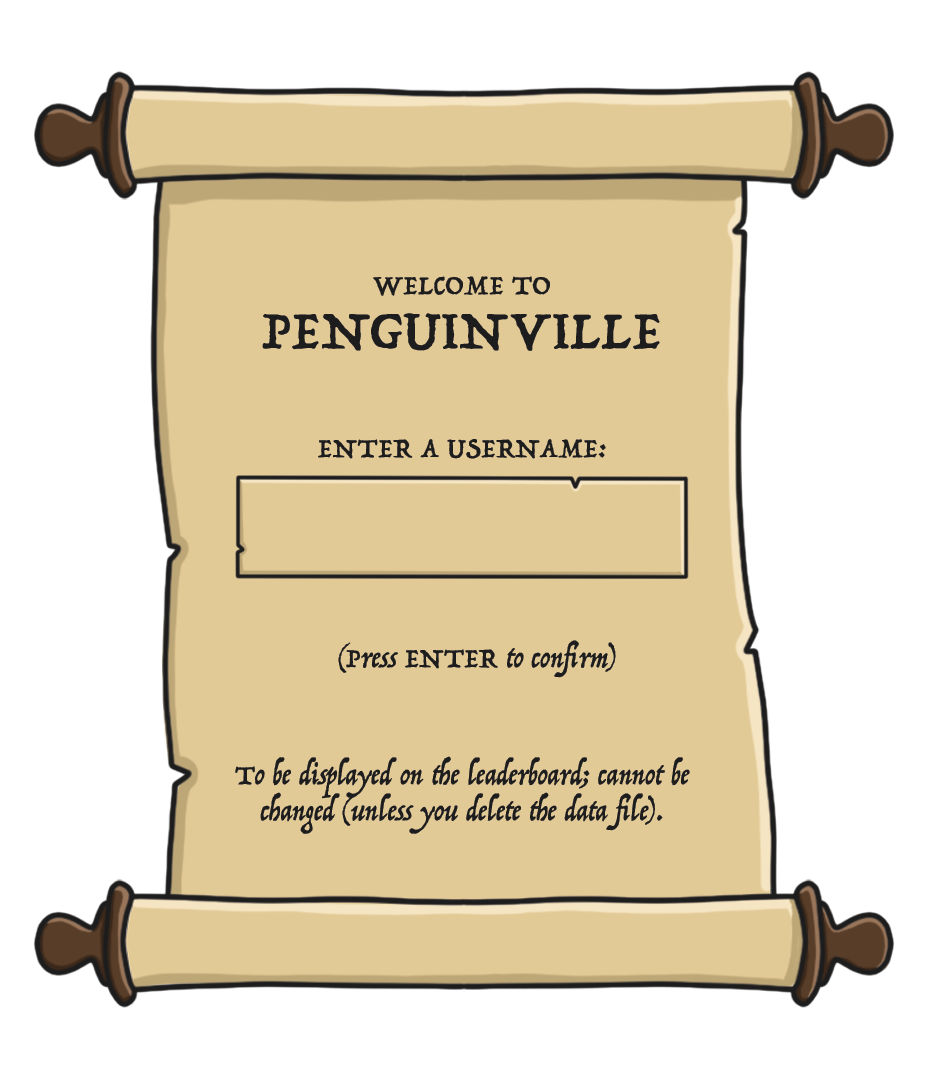 WELCOME TO
PENGUINVILLE
ENTER A USERNAME:
(Press ENTER to confirm)
To be displayed on the leaderboard; cannot be
changed (unless you delete the data file).